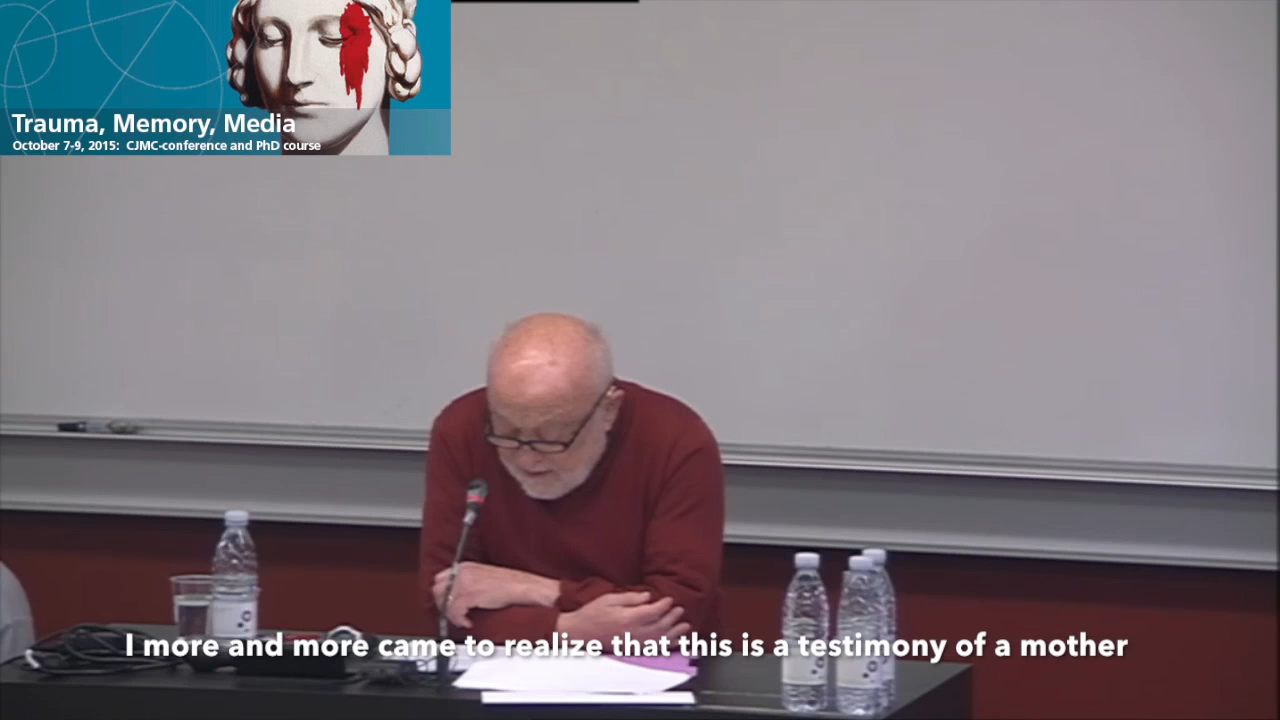 Trauma, Memory, Media
October 7-9, 2015: CJMC-conference and PhD course
I more and more came to realize that this is a testimony of a mother